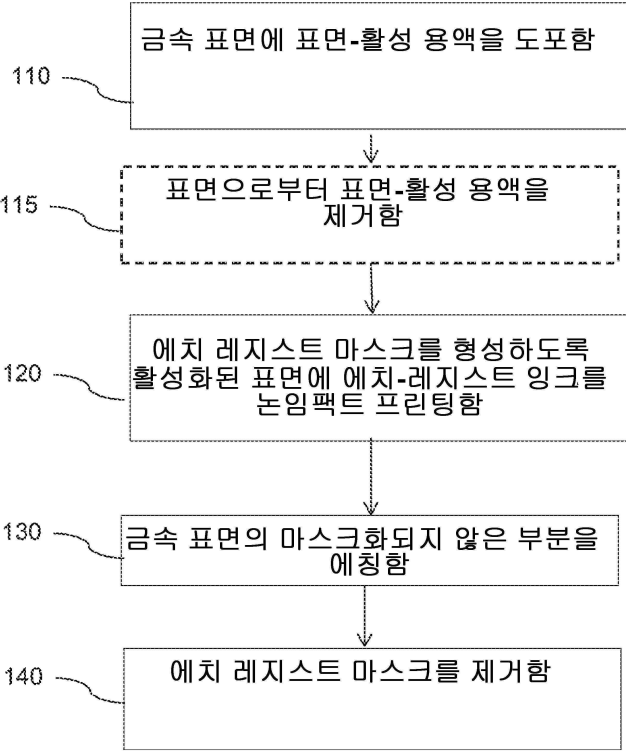 금속 표면에 표면-활성 용액을 도포함
110
표면으로부터 표면-활성 용액을
제거함
115
에치 레지스트 마스크를 형성하도록
활성화된 표면에 에치-레지스트 잉크를
논임팩트 프린팅함
120
금속 표면의 마스크화되지 않은 부분을
에칭함
130
에치 레지스트 마스크를 제거함
140